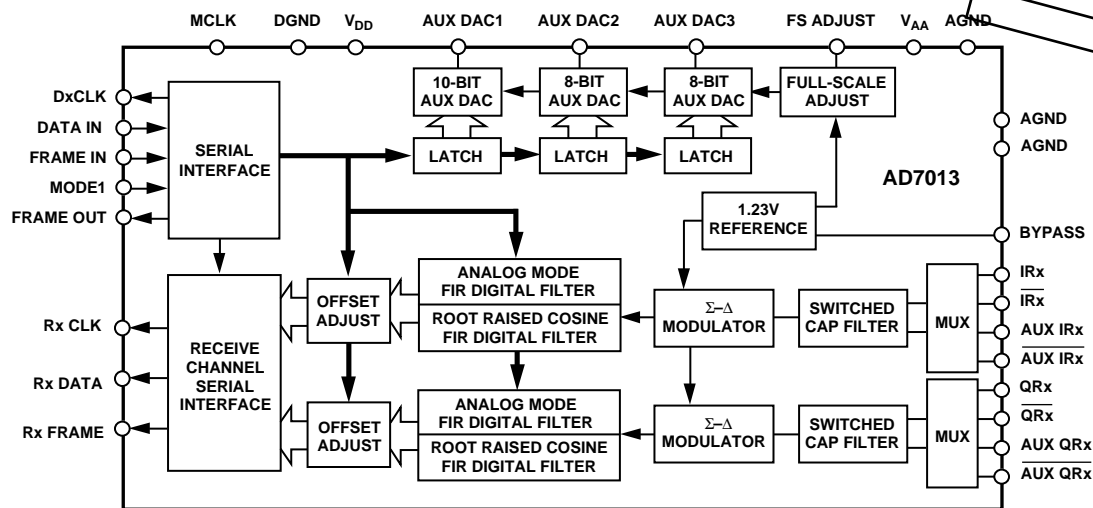 MCLK DGND VDD AUX DAC1 AUX DAC2 AUX DAC3 FS ADJUST VAA AGND
DxCLK
DATA IN
FRAME IN
MODE1
FRAME OUT
SERIAL
INTERFACE
10-BIT
AUX DAC
8-BIT
AUX DAC
8-BIT
AUX DAC
FULL-SCALE
ADJUST
LATCH
LATCH
LATCH
AGND
AGND
AD7013
1.23V
REFERENCE
BYPASS
Rx CLK
Rx DATA
Rx FRAME
RECEIVE
CHANNEL
SERIAL
INTERFACE
OFFSET
ADJUST
ANALOG MODE
FIR DIGITAL FILTER
ROOT RAISED COSINE
FIR DIGITAL FILTER
Σ–Δ
MODULATOR
SWITCHED
CAP FILTER
MUX
IRx
IRx
AUX IRx
AUX IRx
OFFSET
ADJUST
ANALOG MODE
FIR DIGITAL FILTER
ROOT RAISED COSINE
FIR DIGITAL FILTER
Σ–Δ
MODULATOR
SWITCHED
CAP FILTER
MUX
QRx
QRx
AUX QRx
AUX QRx